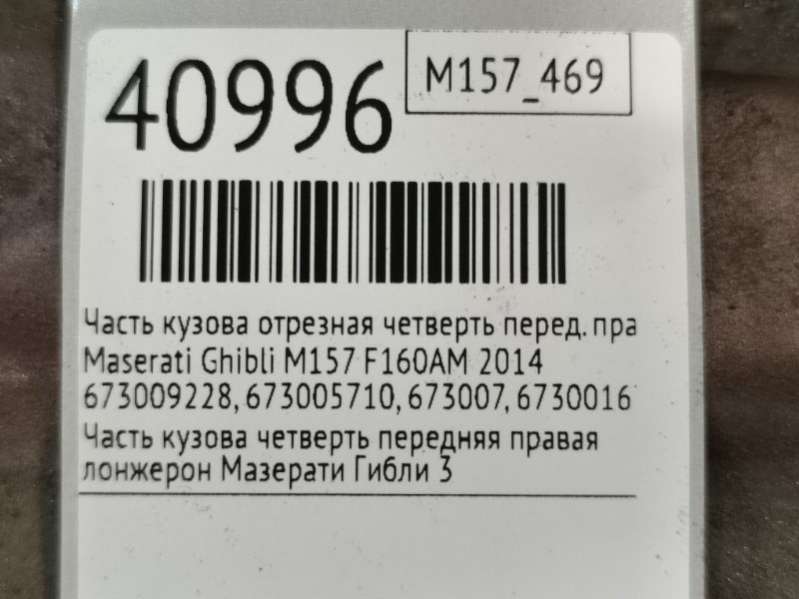 40996
M157_469
Часть кузова отрезная четверть перед. пра
Maserati Ghibli M157 F160AM 2014
673009228, 673005710, 673007, 6730016
Часть кузова четверть передняя правая
лонжерон Мазерати Гибли 3